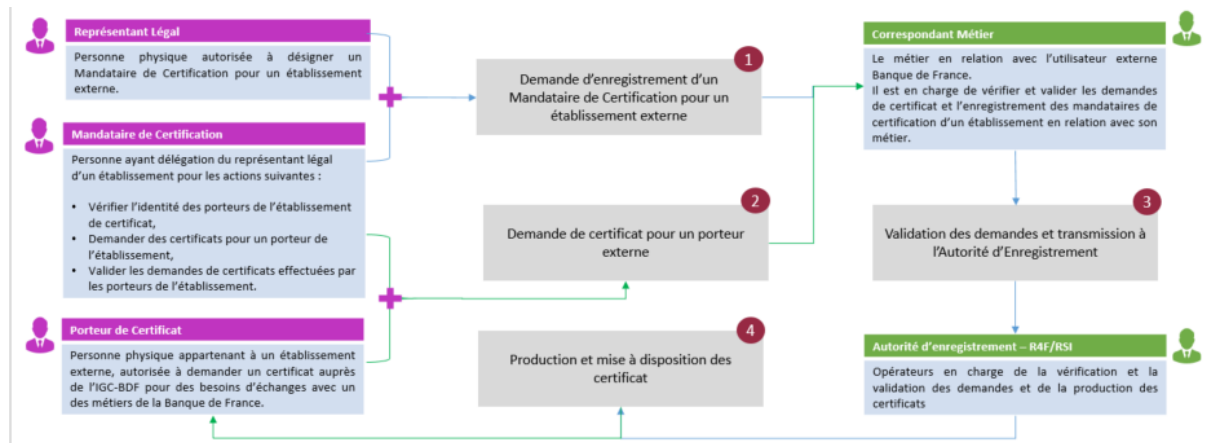 Représentant Légal
Personne physique autorisée à désigner un
Mandataire de Certification pour un établissement
externe.
Mandataire de Certification
Personne ayant délégation du représentant légal
d'un établissement pour les actions suivantes :
• Vérifier l'identité des porteurs de l'établissement
de certificat,
• Demander des certificats pour un porteur de
l'établissement,
• Valider les demandes de certificats effectuées par
les porteurs de l'établissement.
Porteur de Certificat
Personne physique appartenant à un établissement
externe, autorisée à demander un certificat auprès
de l'IGC-BDF pour des besoins d'échanges avec un
des métiers de la Banque de France.
1
Demande d'enregistrement d'un
Mandataire de Certification pour un
établissement externe
2
Demande de certificat pour un porteur
externe
4
Production et mise à disposition des
certificat
Correspondant Métier
Le métier en relation avec l'utilisateur externe
Banque de France.
Il est en charge de vérifier et valider les demandes
de certificat et l'enregistrement des mandataires de
certification d'un établissement en relation avec son
métier.
3
Validation des demandes et transmission à
l'Autorité d'Enregistrement
Autorité d'enregistrement – R4F/RSI
Opérateurs en charge de la vérification et la
validation des demandes et de la production des
certificats